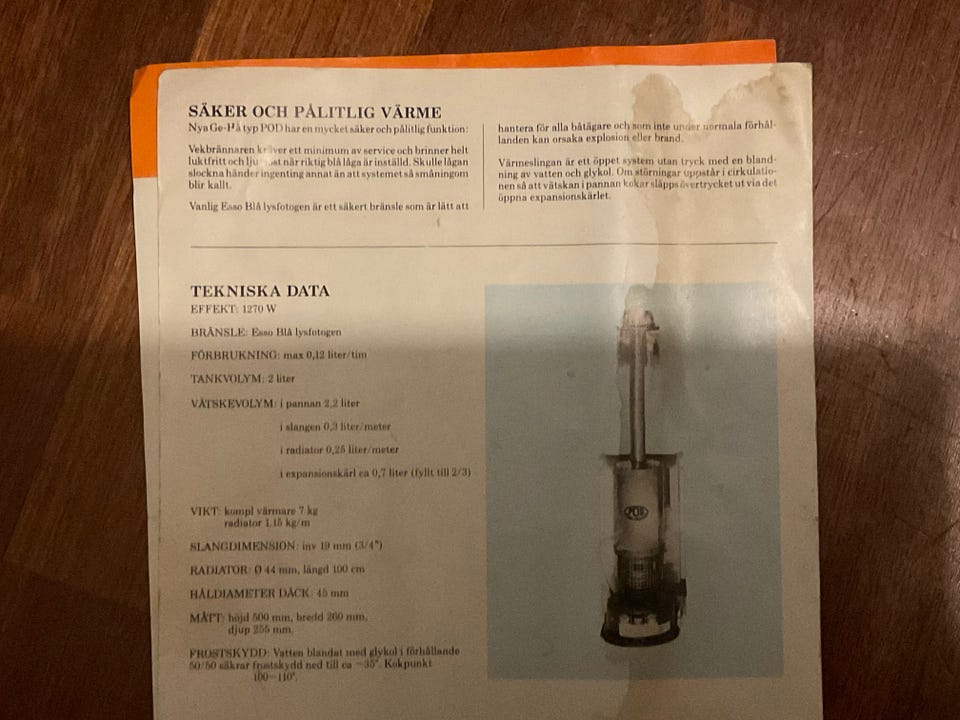 SÄKER OCH PÅLITLIG VÄRME
Nya Ge-Hå typ POD har en mycket säker och pålitlig funktion:
Vekbrännaren kräver ett minimum av service och brinner helt
luktfritt och när riktig blå låga är inställd. Skulle lågan
slockna händer ingenting annat än att systemet så småningom
blir kallt.
Vanlig Esso Blå lysfotogen är ett säkert bränsle som är lätt att
hantera för alla båtägare och som inte under normala förhål-
landen kan orsaka explosion eller brand.
Värmeslingan är ett öppet system utan tryck med en bland-
ning av vatten och glykol. Om störningar uppstår i cirkulatio-
nen så att vätskan i pannan kokar släpps övertrycket ut via det
öppna expansionskärlet.
TEKNISKA DATA
EFFEKT: 1270 W
BRÄNSLE: Esso Blå lysfotogen
FÖRBRUKNING: max 0,12 liter/tim
TANKVOLYM: 2 liter
VÄTSKEVOLYM: i pannan 2,2 liter
i slangen 0,3 liter/meter
i radiator 0,25 liter/meter
i expansionskärl ca 0,7 liter (fyllt till 2/3)
VIKT: kompl värmare 7 kg
radiator 1,15 kg/m
SLANGDIMENSION: inv 19 mm (3/4")
RADIATOR: Ø 44 mm, längd 100 cm
HÅLDIAMETER DÄCK: 45 mm
MÅTT: höjd 500 mm, bredd 260 mm,
djup 255 mm.
FROSTSKYDD: Vatten blandat med glykol i förhållande
50/50 säkrar frostskydd ned till ca −35°. Kokpunkt
100–110°.
POD